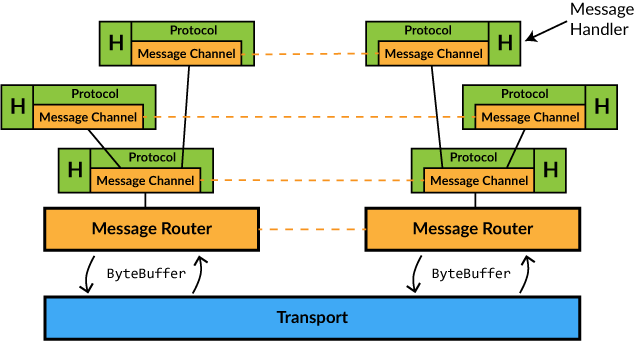 Message
Handler
H
Protocol
Message Channel
Protocol
Message Channel
H
H
Protocol
Message Channel
Protocol
Message Channel
H
H
Protocol
Message Channel
Protocol
Message Channel
H
Message Router
Message Router
ByteBuffer
ByteBuffer
Transport